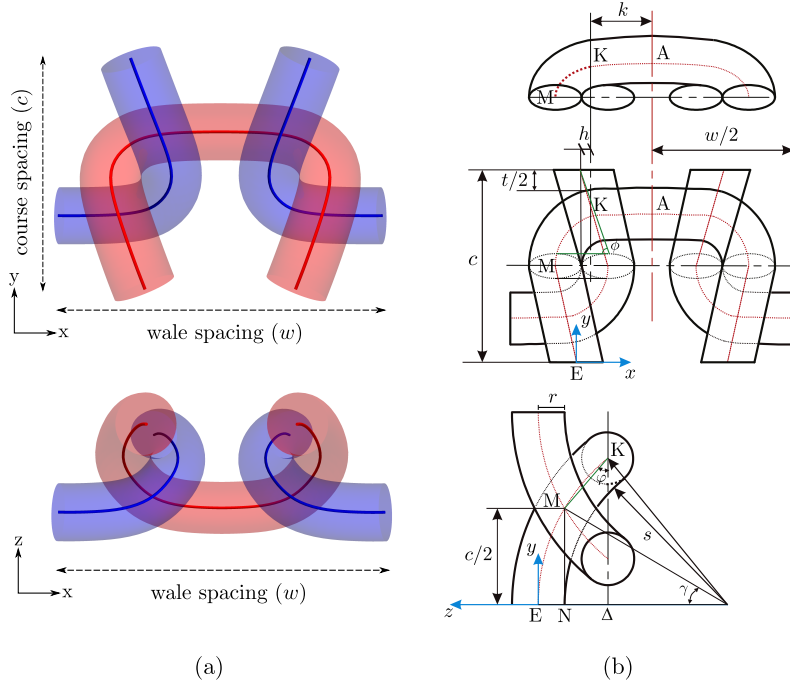 course spacing (c)
y
x
wale spacing (w)
z
x
wale spacing (w)
(a)
k
K
A
M
h
w/2
t/2
K
A
ϕ
c
M
y
E
x
r
K
φ
M
s
c/2
y
γ
z
E
N
Δ
(b)